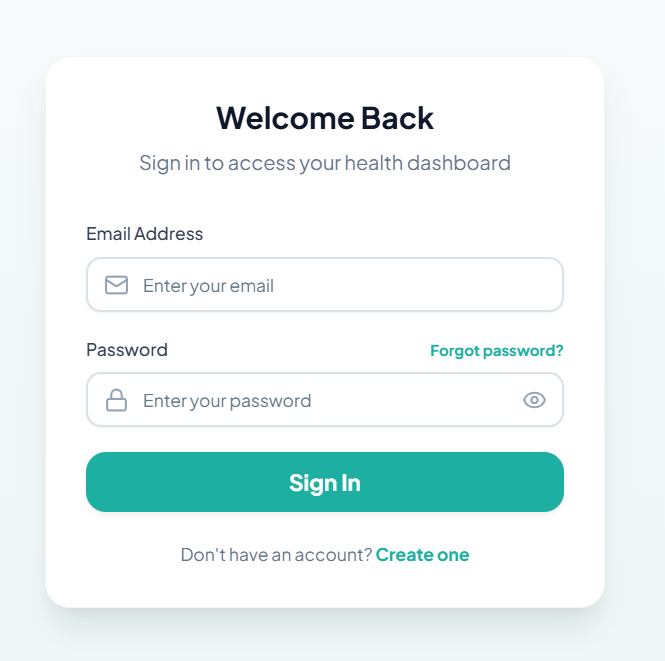 Welcome Back
Sign in to access your health dashboard
Email Address
Enter your email
Password Forgot password?
Enter your password
Sign In
Don't have an account? Create one